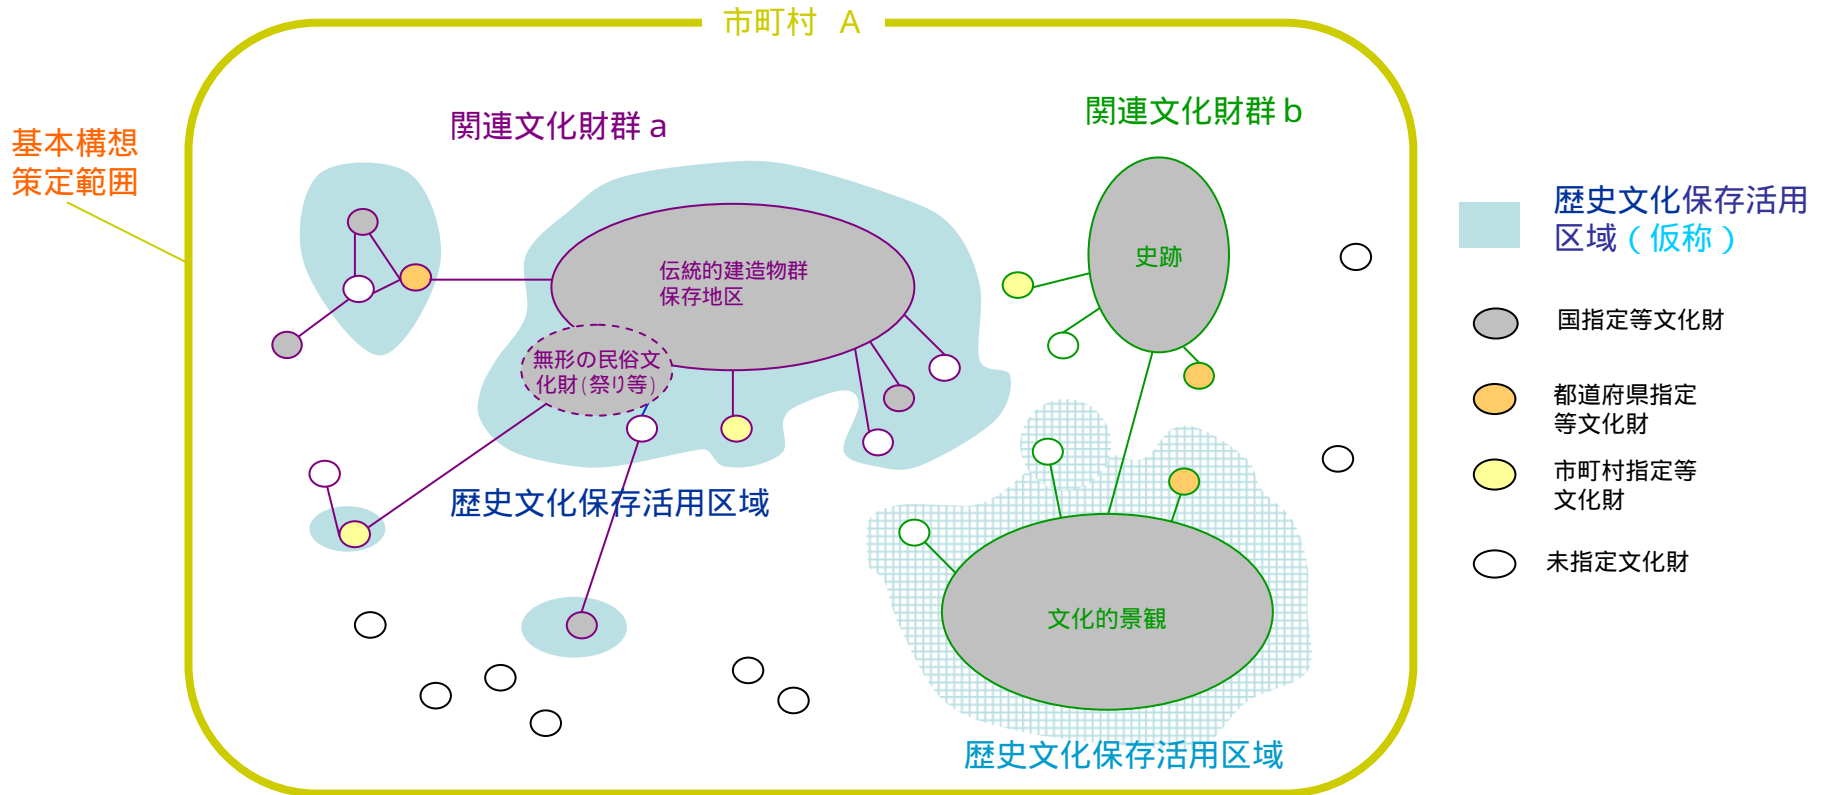 市町村　A
関連文化財群 b
関連文化財群 a
基本構想
策定範囲
歴史文化保存活用
区域（仮称）
史跡
伝統的建造物群
保存地区
国指定等文化財
無形の民俗文
化財(祭り等)
都道府県指定
等文化財
市町村指定等
文化財
歴史文化保存活用区域
未指定文化財
文化的景観
歴史文化保存活用区域